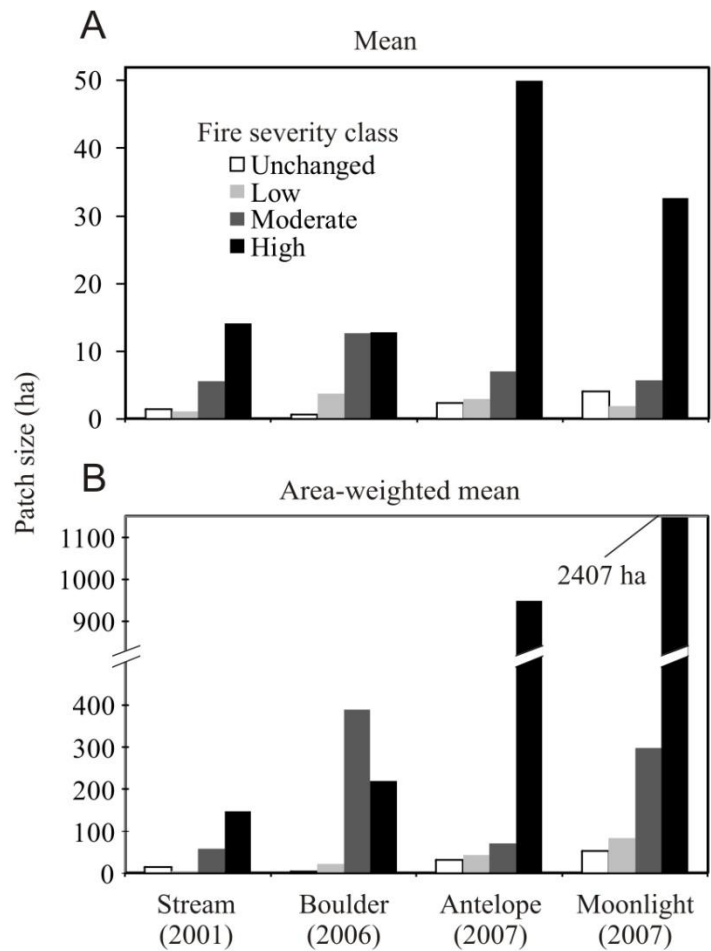 A
Mean
50
40
30
20
10
0
Fire severity class
Unchanged
Low
Moderate
High
Patch size (ha)
B
Area-weighted mean
1100
1000
900
400
300
200
100
0
2407 ha
Stream
(2001)
Boulder
(2006)
Antelope
(2007)
Moonlight
(2007)